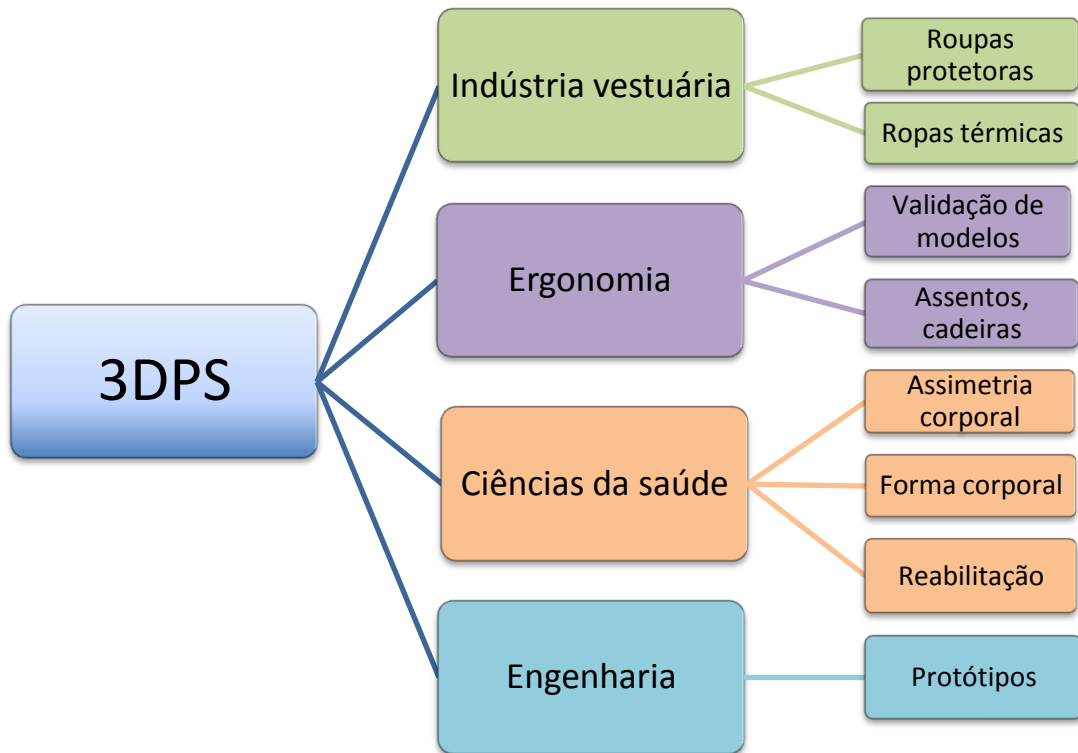 3DPS
Indústria vestuária
Roupas
protetoras
Ropas térmicas
Ergonomia
Validação de
modelos
Assentos,
cadeiras
Ciências da saúde
Assimetria
corporal
Forma corporal
Reabilitação
Engenharia
Protótipos